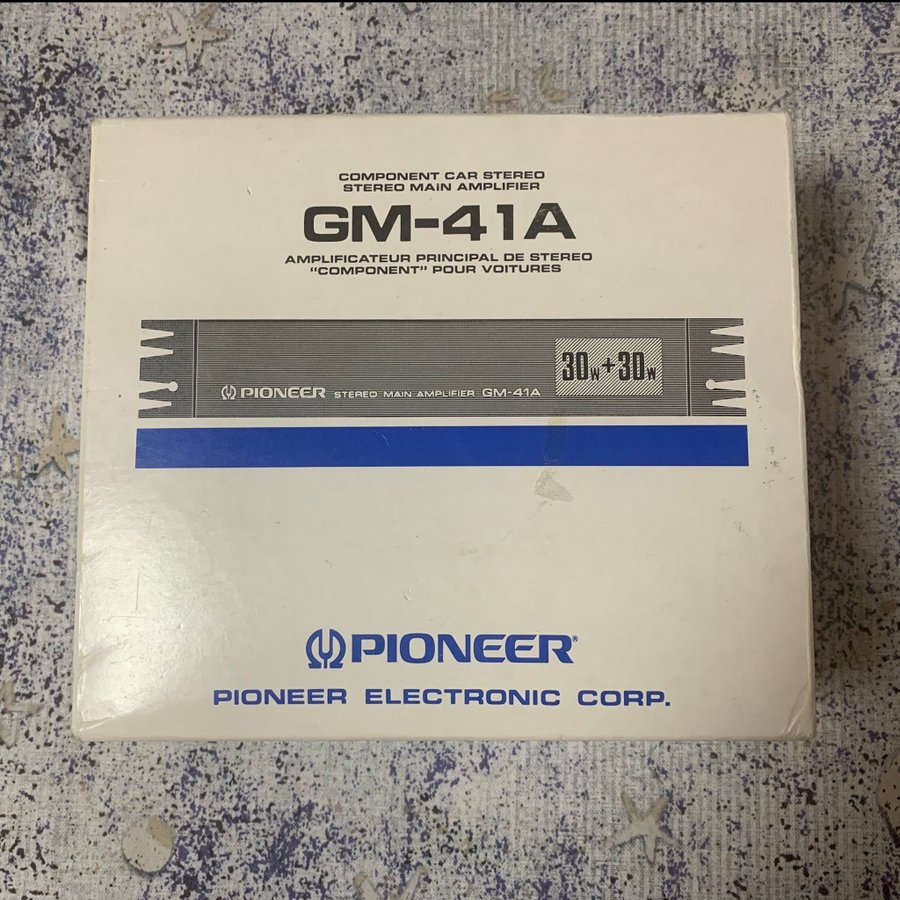 COMPONENT CAR STEREO
STEREO MAIN AMPLIFIER
GM-41A
AMPLIFICATEUR PRINCIPAL DE STEREO
"COMPONENT" POUR VOITURES
30W+30W
PIONEER STEREO MAIN AMPLIFIER GM-41A
PIONEER®
PIONEER ELECTRONIC CORP.